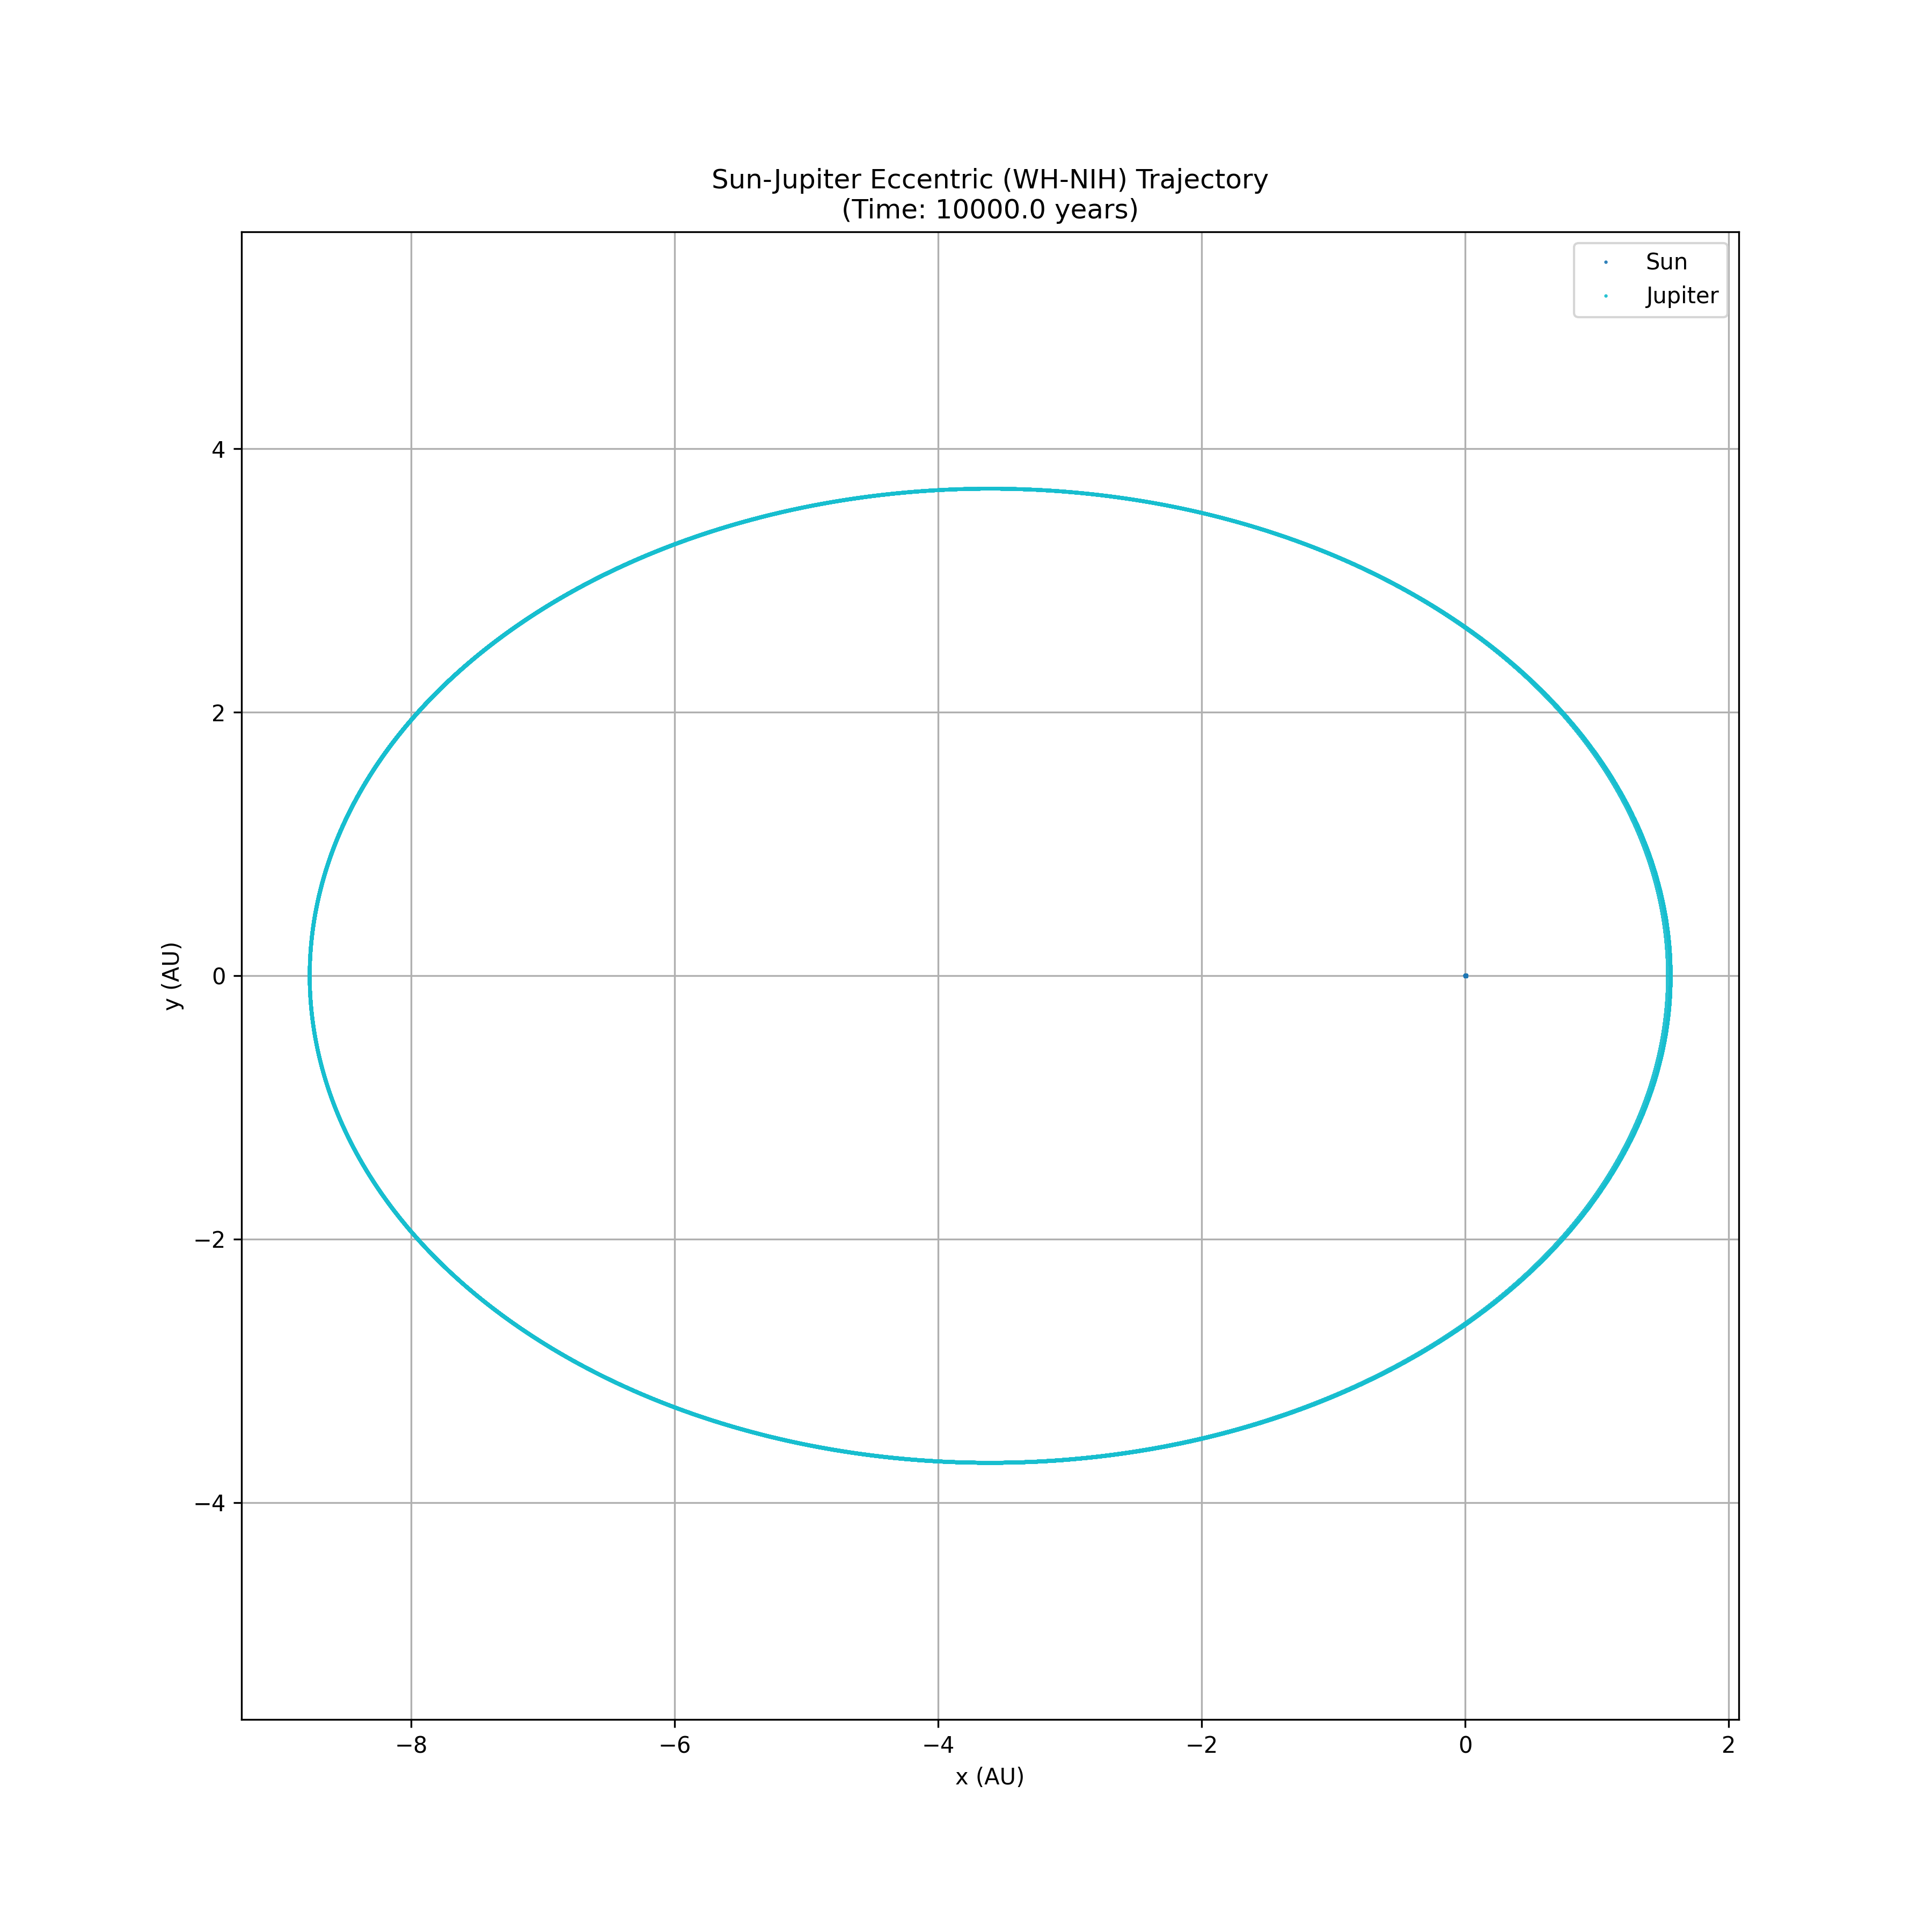 Sun-Jupiter Eccentric (WH-NIH) Trajectory
(Time: 10000.0 years)
Sun
Jupiter
4
2
0
−2
−4
y (AU)
−8
−6
−4
−2
0
2
x (AU)